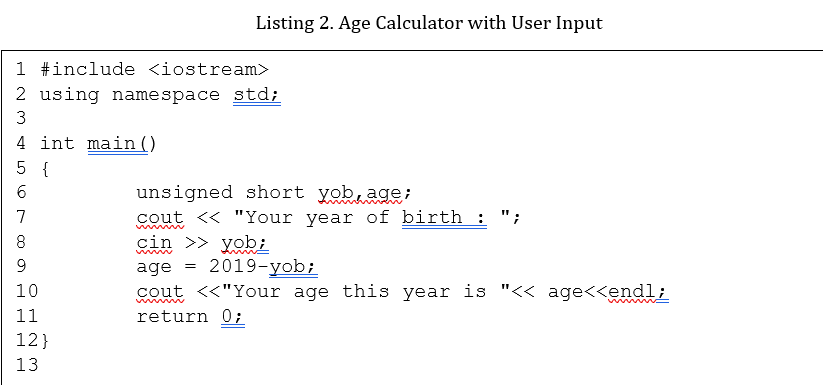 Listing 2. Age Calculator with User Input
1 #include <iostream>
2 using namespace std;
3
4 int main()
5 {
6 unsigned short yob,age;
7 cout << "Your year of birth : ";
8 cin >> yob;
9 age = 2019-yob;
10 cout <<"Your age this year is "<< age<<endl;
11 return 0;
12}
13